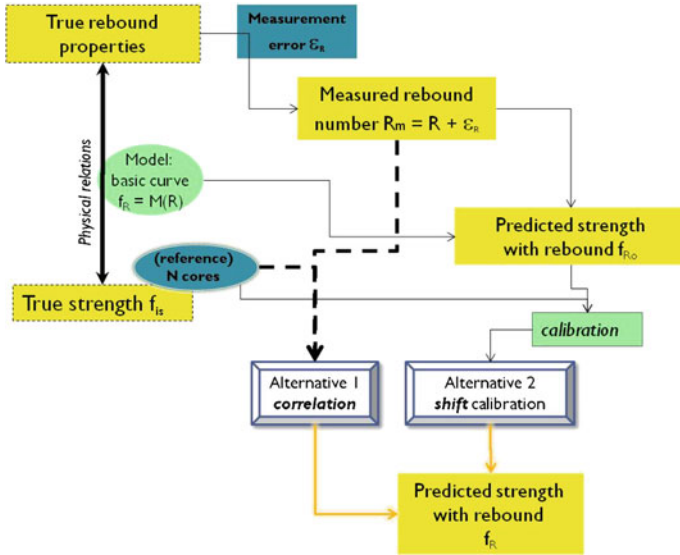 True rebound
properties
Measurement
error εR
Measured rebound
number Rm = R + εR
Physical relations
Model:
basic curve
fR = M(R)
Predicted strength
with rebound fRo
(reference)
N cores
True strength fis
calibration
Alternative 1
correlation
Alternative 2
shift calibration
Predicted strength
with rebound
fR